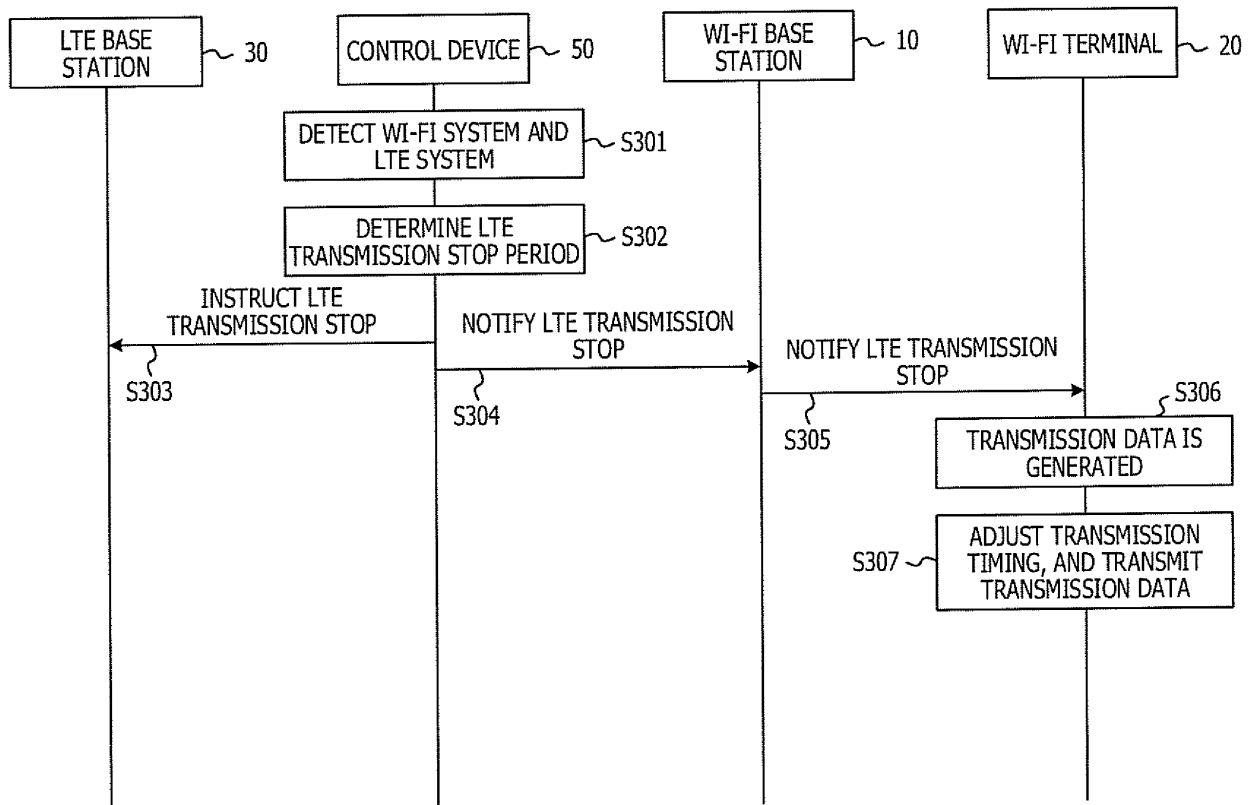 LTE BASE
STATION
30
CONTROL DEVICE
50
WI-FI BASE
STATION
10
WI-FI TERMINAL
20
DETECT WI-FI SYSTEM AND
LTE SYSTEM
S301
DETERMINE LTE
TRANSMISSION STOP PERIOD
S302
INSTRUCT LTE
TRANSMISSION STOP
S303
NOTIFY LTE TRANSMISSION
STOP
S304
NOTIFY LTE TRANSMISSION
STOP
S305
S306
TRANSMISSION DATA IS
GENERATED
S307
ADJUST TRANSMISSION
TIMING, AND TRANSMIT
TRANSMISSION DATA